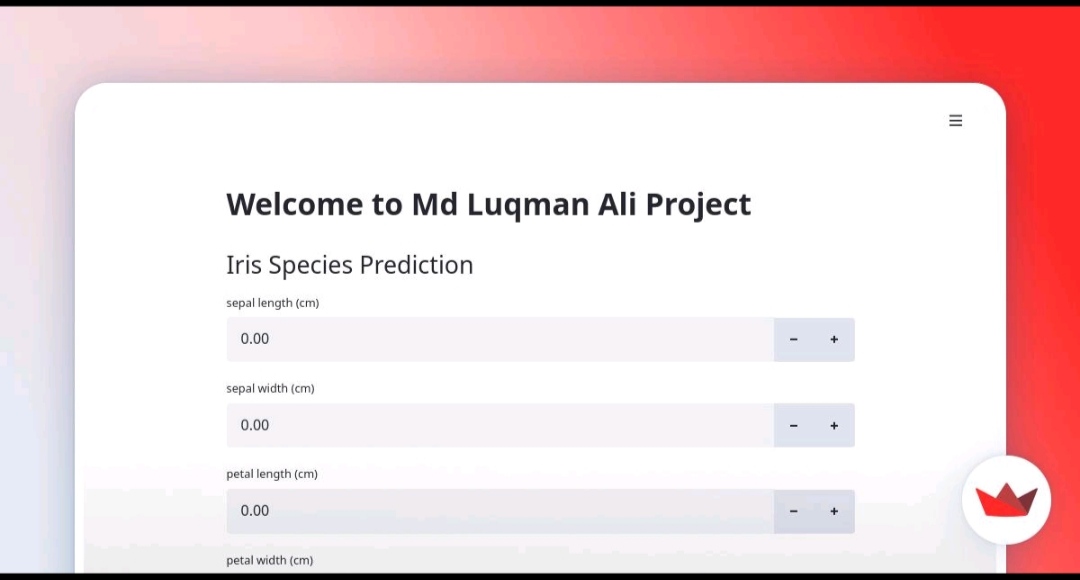 Welcome to Md Luqman Ali Project
Iris Species Prediction
sepal length (cm)
0.00
sepal width (cm)
0.00
petal length (cm)
0.00
petal width (cm)